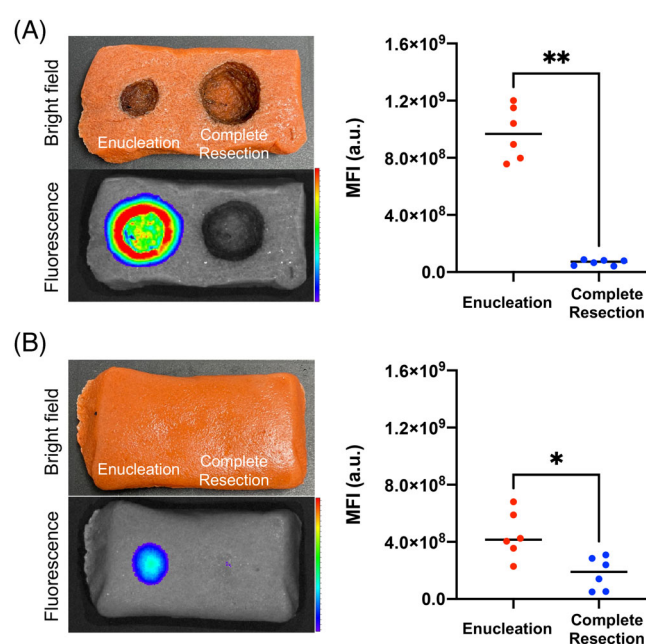 (A)
Bright field
Enucleation
Complete
Resection
Fluorescence
MFI (a.u.)
1.6×10⁹
1.2×10⁹
8.0×10⁸
4.0×10⁸
0.0
**
Enucleation
Complete
Resection
(B)
Bright field
Enucleation
Complete
Resection
Fluorescence
MFI (a.u.)
1.6×10⁹
1.2×10⁹
8.0×10⁸
4.0×10⁸
0.0
*
Enucleation
Complete
Resection